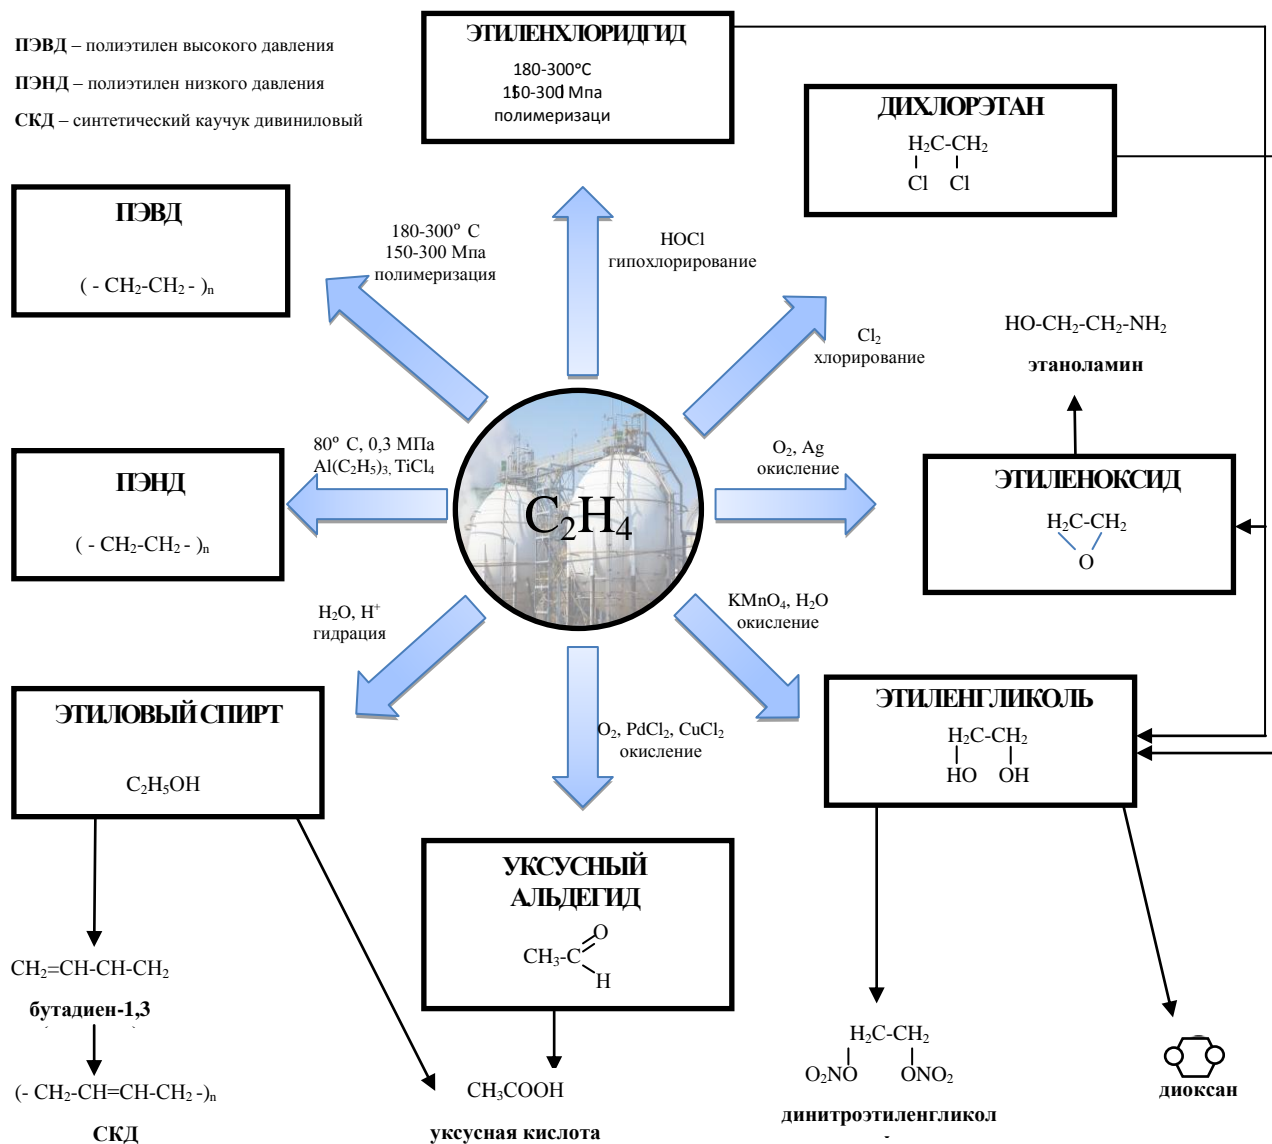 ПЭВД – полиэтилен высокого давления
ПЭНД – полиэтилен низкого давления
СКД – синтетический каучук дивиниловый
ЭТИЛЕНХЛОРИДГИД
180-300°C
150-300 Мпа
полимеризаци
ДИХЛОРЭТАН
H₂C-CH₂
Cl Cl
ПЭВД
( - CH₂-CH₂ - )ₙ
180-300° С
150-300 Мпа
полимеризация
HOCl
гипохлорирование
Cl₂
хлорирование
HO-CH₂-CH₂-NH₂
этаноламин
ПЭНД
( - CH₂-CH₂ - )ₙ
80° С, 0,3 МПа
Al(C₂H₅)₃, TiCl₄
C₂H₄
O₂, Ag
окисление
ЭТИЛЕНОКСИД
H₂C-CH₂
O
H₂O, H⁺
гидрация
KMnO₄, H₂O
окисление
ЭТИЛОВЫЙ СПИРТ
C₂H₅OH
O₂, PdCl₂, CuCl₂
окисление
ЭТИЛЕНГЛИКОЛЬ
H₂C-CH₂
HO OH
УКСУСНЫЙ
АЛЬДЕГИД
O
CH₃-C
H
CH₂=CH-CH-CH₂
бутадиен-1,3
(- CH₂-CH=CH-CH₂ -)ₙ
СКД
CH₃COOH
уксусная кислота
H₂C-CH₂
O₂NO ONO₂
динитроэтиленгликол
диоксан